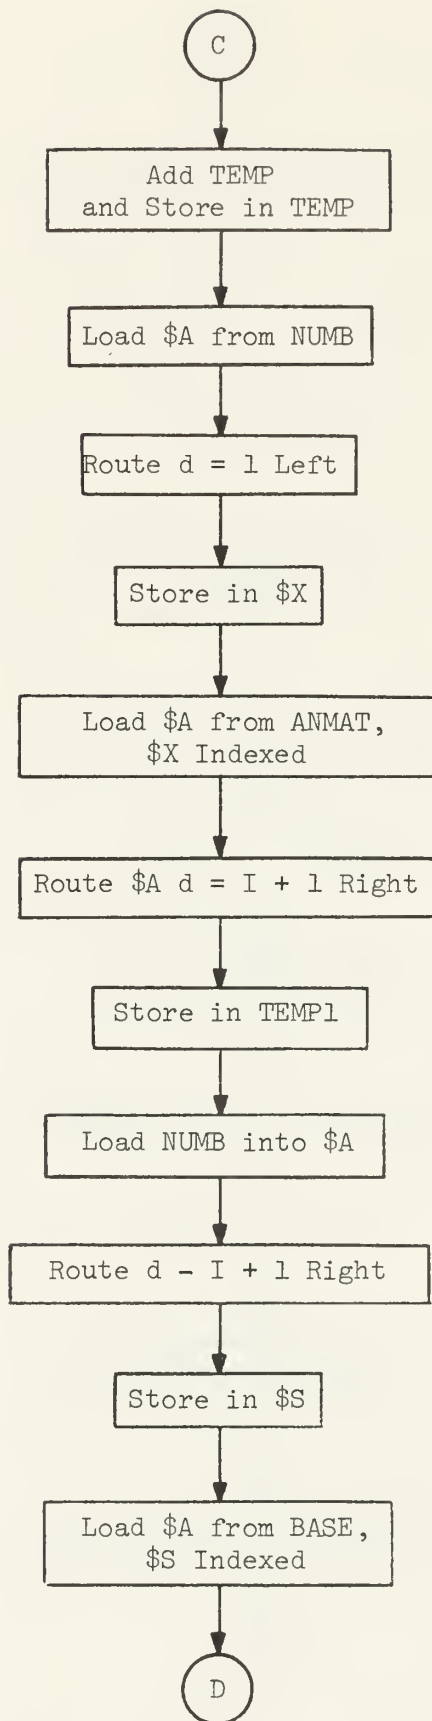 C
Add TEMP
and Store in TEMP
Load $A from NUMB
Route d = 1 Left
Store in $X
Load $A from ANMAT,
$X Indexed
Route $A d = I + 1 Right
Store in TEMP1
Load NUMB into $A
Route d - I + 1 Right
Store in $S
Load $A from BASE,
$S Indexed
D